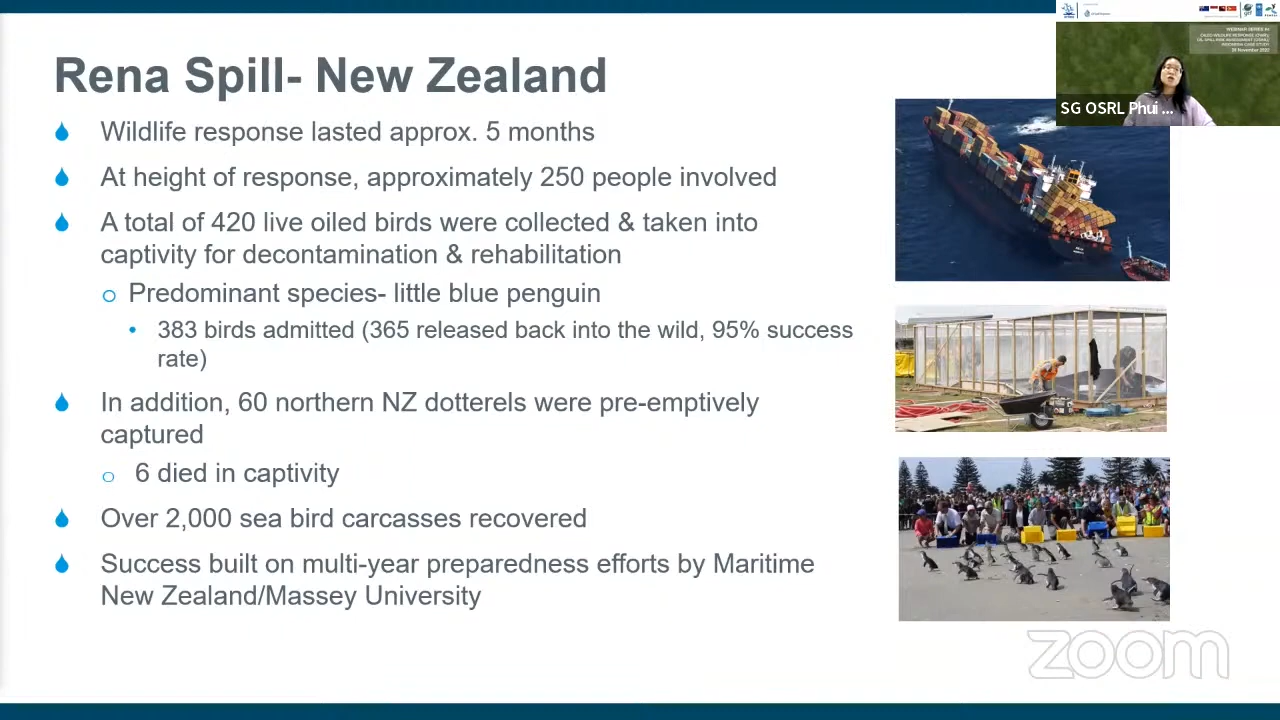 Rena Spill- New Zealand
Wildlife response lasted approx. 5 months
At height of response, approximately 250 people involved
A total of 420 live oiled birds were collected & taken into
captivity for decontamination & rehabilitation
Predominant species- little blue penguin
383 birds admitted (365 released back into the wild, 95% success
rate)
In addition, 60 northern NZ dotterels were pre-emptively
captured
6 died in captivity
Over 2,000 sea bird carcasses recovered
Success built on multi-year preparedness efforts by Maritime
New Zealand/Massey University
SG OSRL Phui ...
zoom